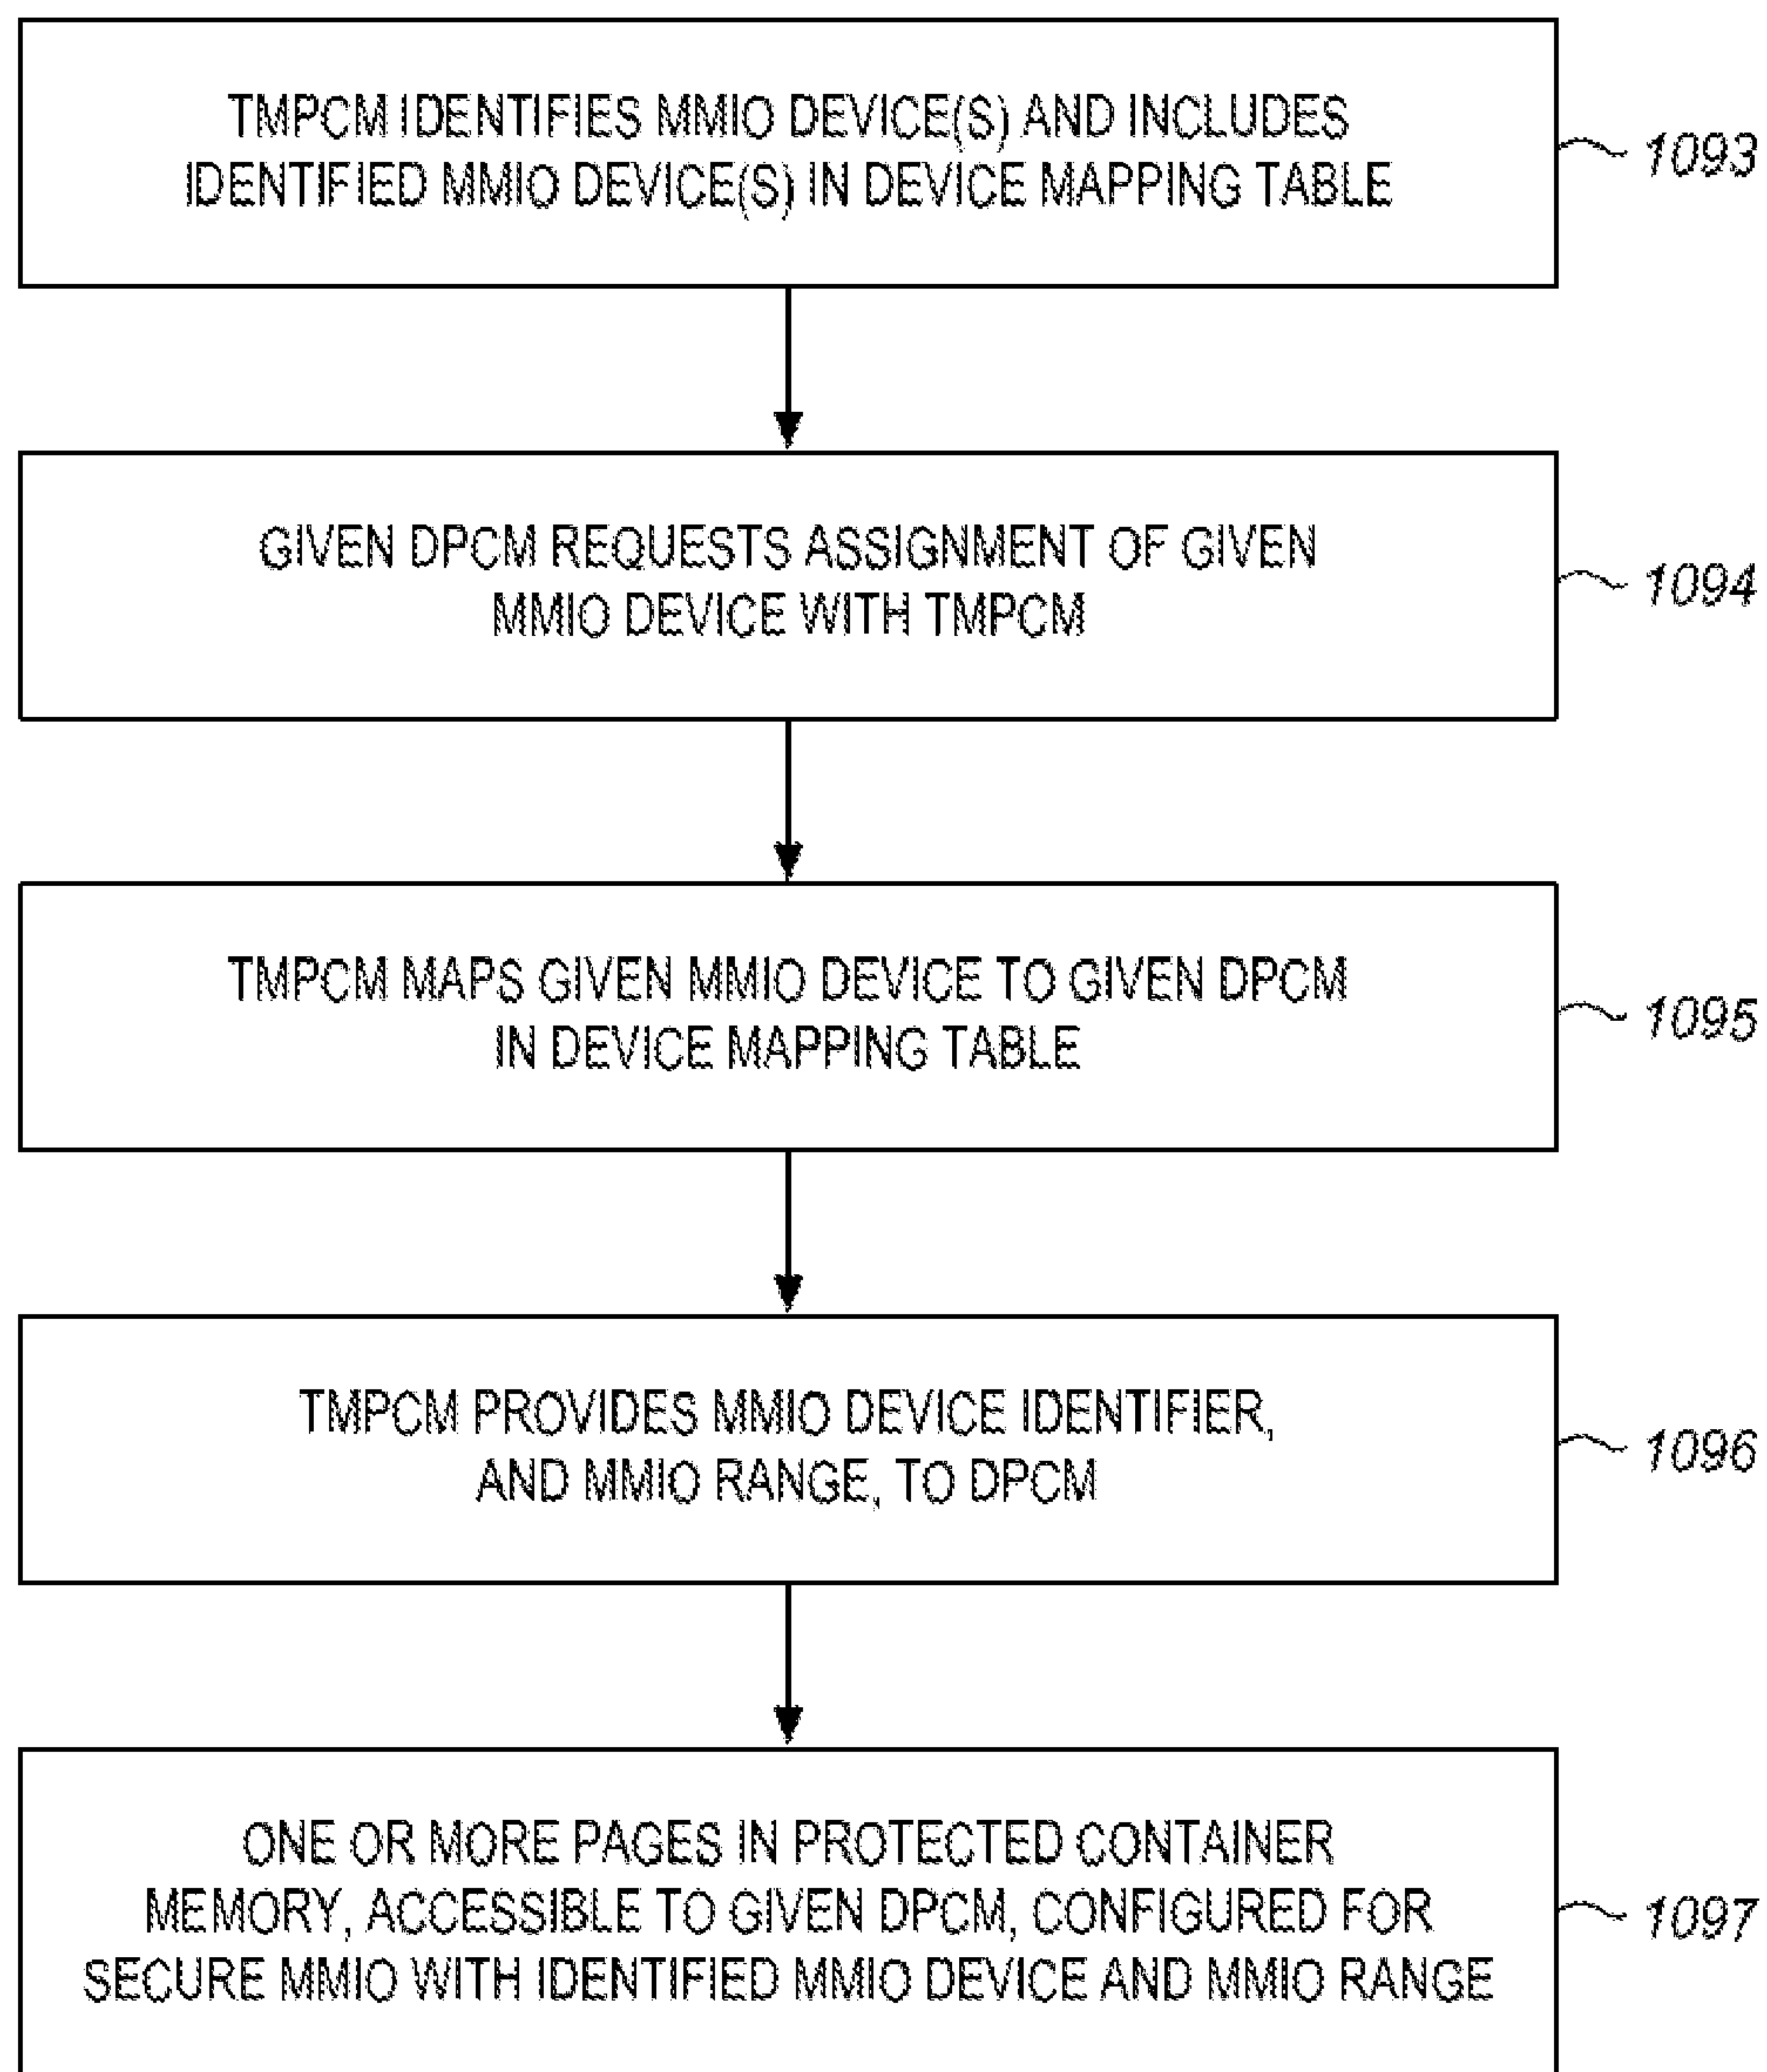 TMPCM IDENTIFIES MMIO DEVICE(S) AND INCLUDES
IDENTIFIED MMIO DEVICE(S) IN DEVICE MAPPING TABLE
1093
GIVEN DPCM REQUESTS ASSIGNMENT OF GIVEN
MMIO DEVICE WITH TMPCM
1094
TMPCM MAPS GIVEN MMIO DEVICE TO GIVEN DPCM
IN DEVICE MAPPING TABLE
1095
TMPCM PROVIDES MMIO DEVICE IDENTIFIER,
AND MMIO RANGE, TO DPCM
1096
ONE OR MORE PAGES IN PROTECTED CONTAINER
MEMORY, ACCESSIBLE TO GIVEN DPCM, CONFIGURED FOR
SECURE MMIO WITH IDENTIFIED MMIO DEVICE AND MMIO RANGE
1097